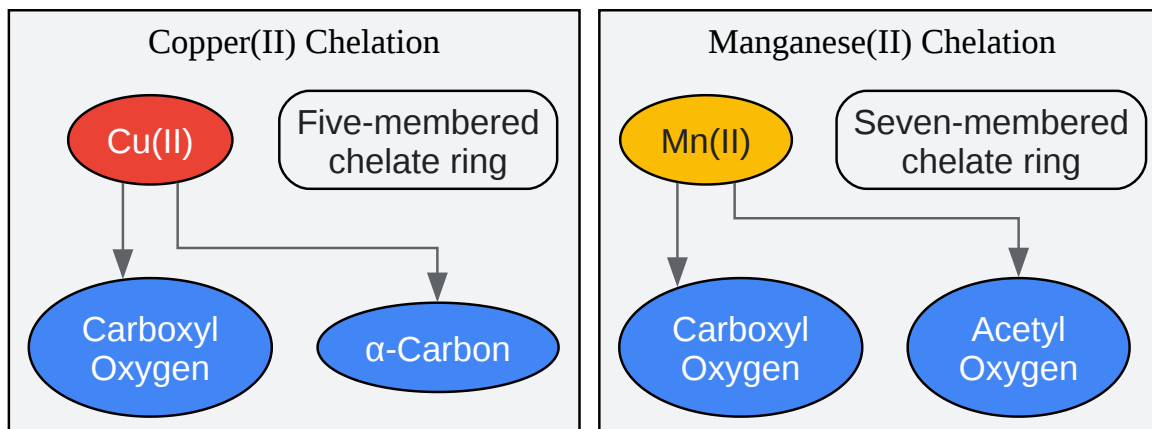 Copper(II) Chelation
Cu(II)
Five-membered
chelate ring
Carboxyl
Oxygen
α-Carbon
Manganese(II) Chelation
Mn(II)
Seven-membered
chelate ring
Carboxyl
Oxygen
Acetyl
Oxygen